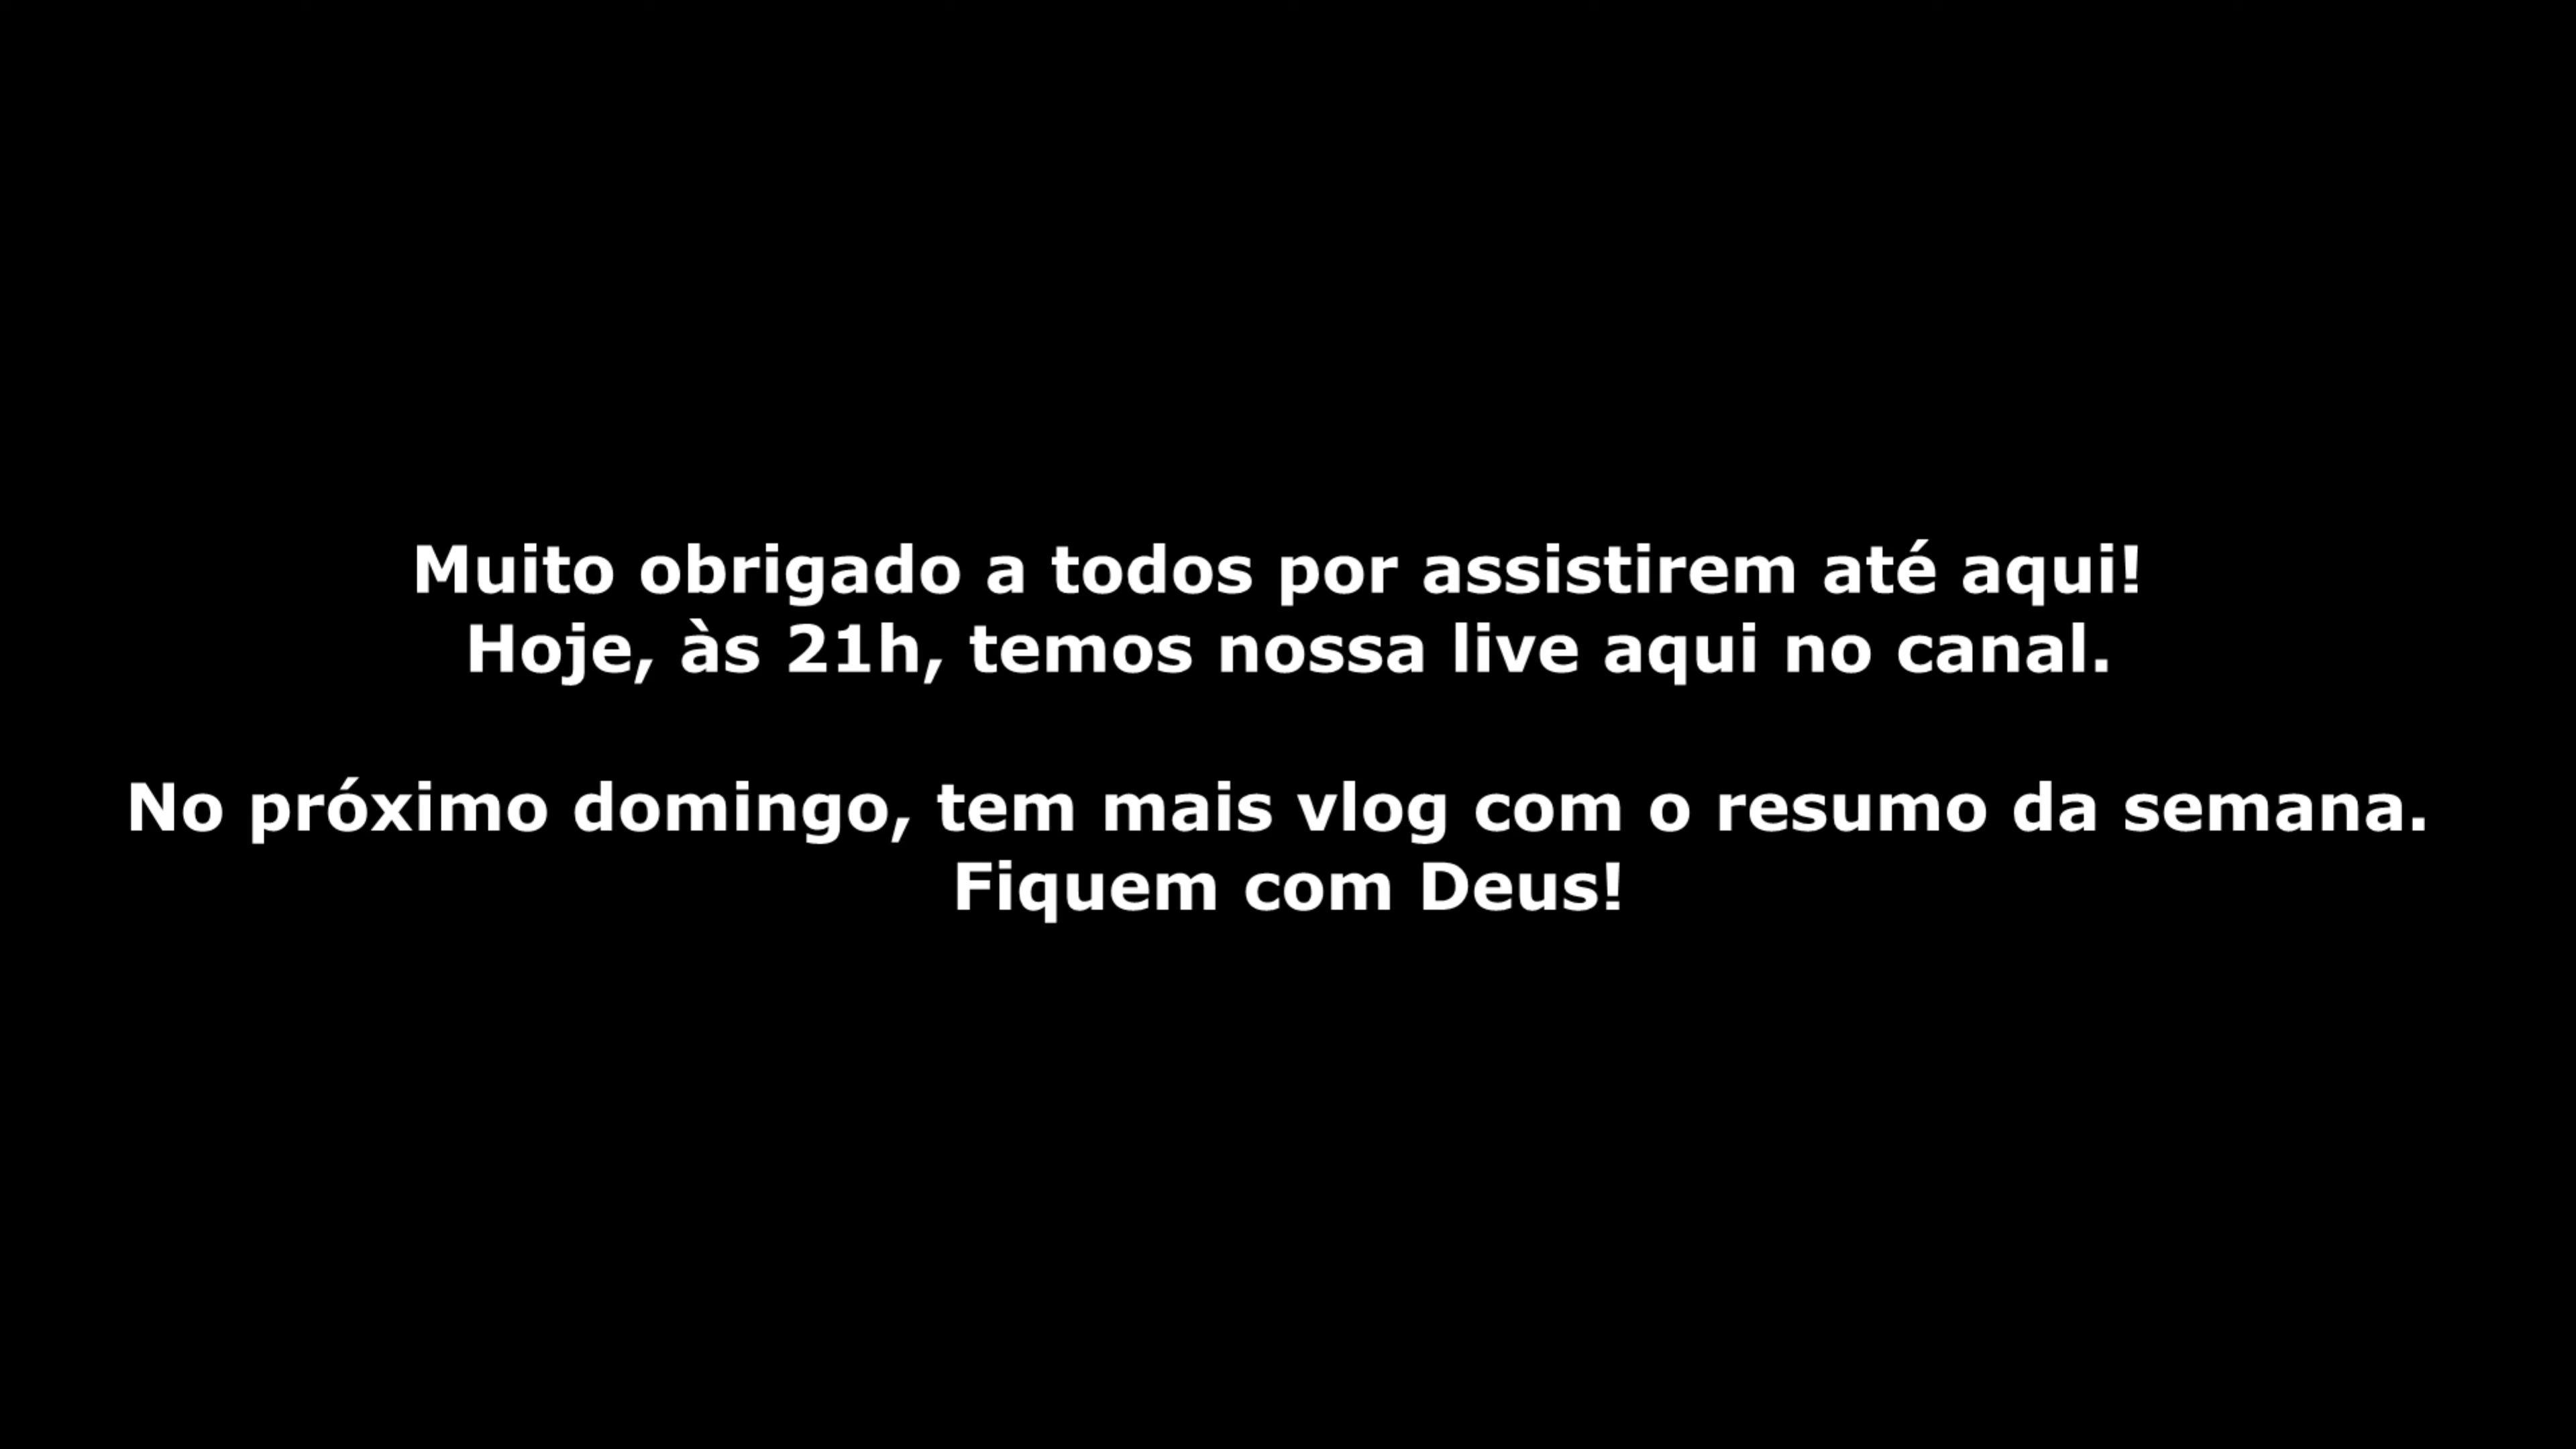 Muito obrigado a todos por assistirem até aqui!
Hoje, às 21h, temos nossa live aqui no canal.
No próximo domingo, tem mais vlog com o resumo da semana.
Fiquem com Deus!